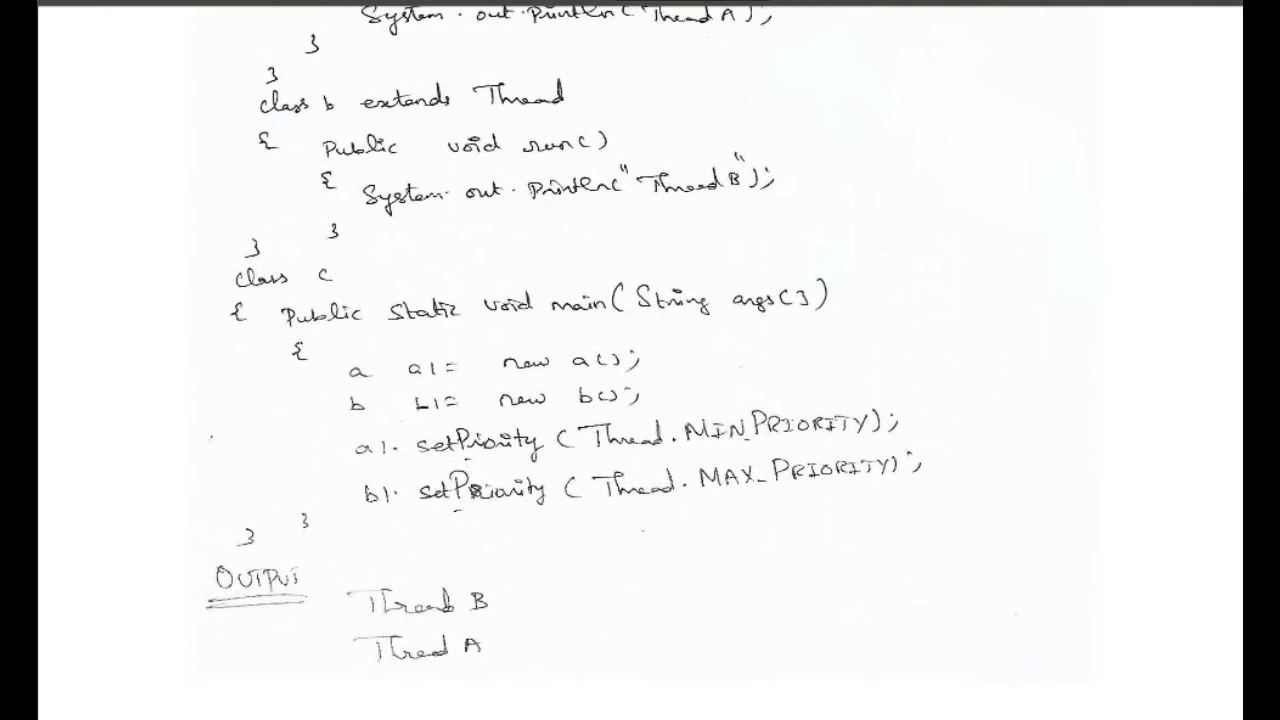 System.out.println("Thread A");
}
}
class b extends Thread
{ Public void run()
{ System.out.Println("Thread B");
}
}
class c
{ Public static void main(String args[])
{
a a1= new a();
b b1= new b();
a1.setPriority(Thread.MIN_PRIORITY);
b1.setPriority(Thread.MAX_PRIORITY);
}
}
OUTPUT
Thread B
Thread A